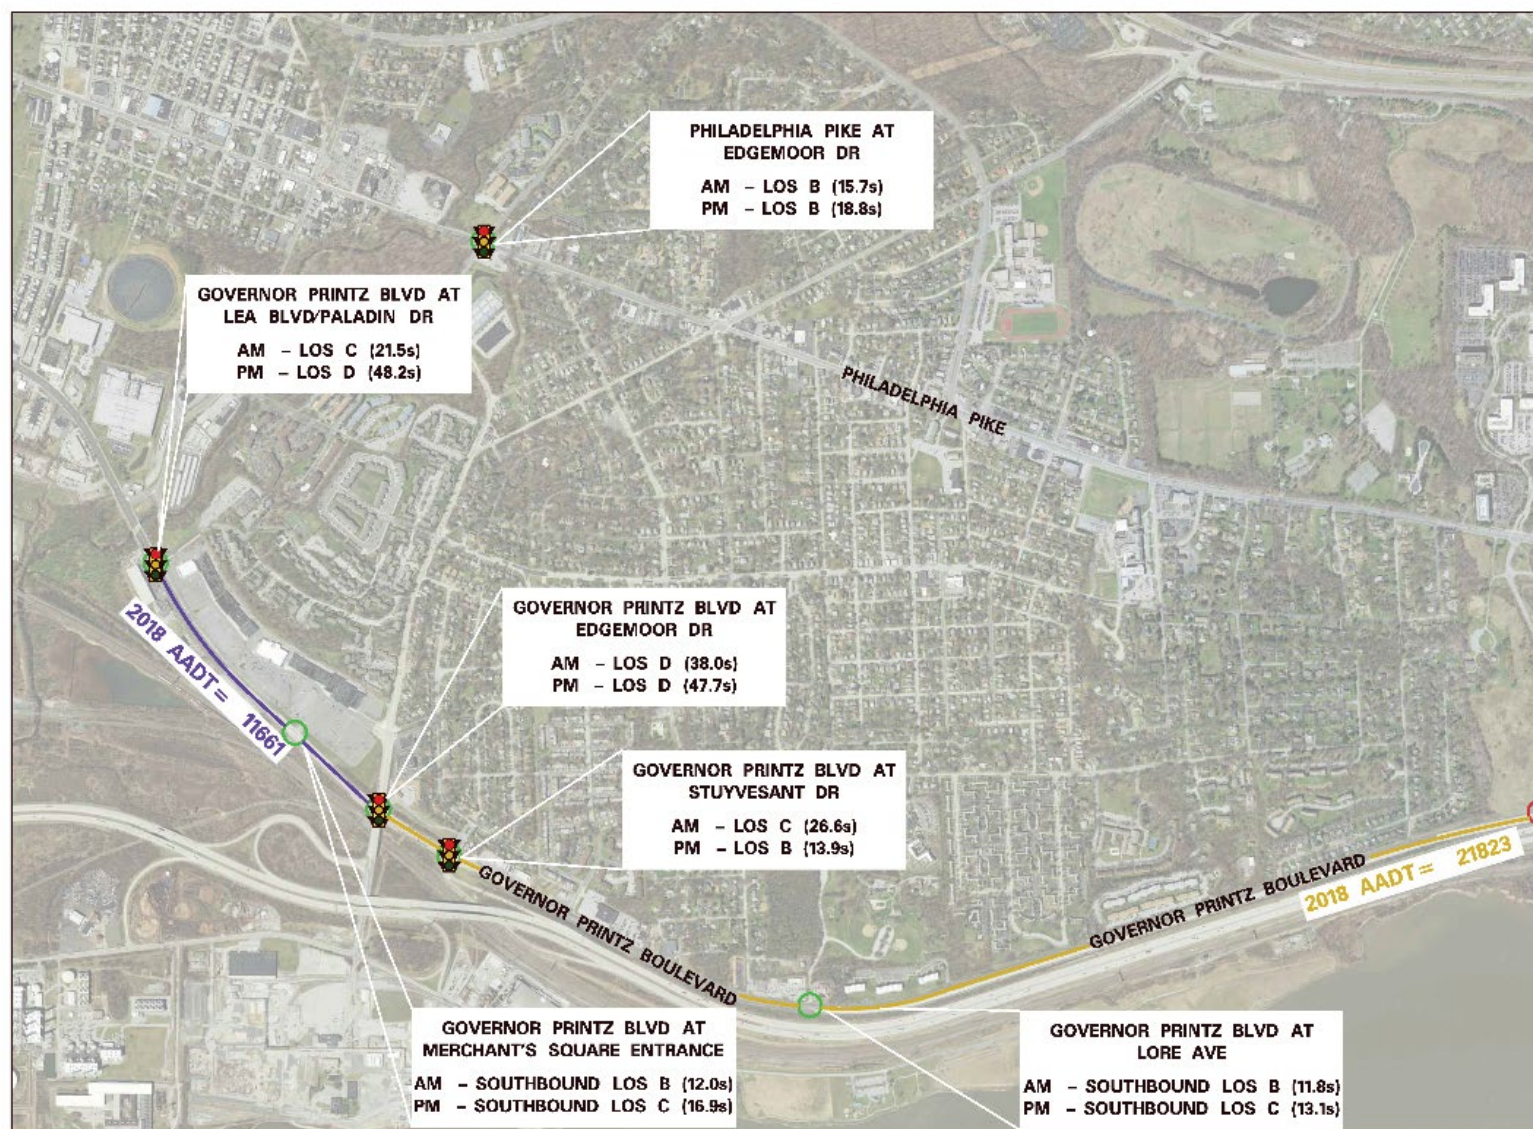 PHILADELPHIA PIKE AT
EDGEMOOR DR
AM - LOS B (15.7s)
PM - LOS B (18.8s)
GOVERNOR PRINTZ BLVD AT
LEA BLVD/PALADIN DR
AM - LOS C (21.5s)
PM - LOS D (48.2s)
PHILADELPHIA PIKE
2018 AADT = 11661
GOVERNOR PRINTZ BLVD AT
EDGEMOOR DR
AM - LOS D (38.0s)
PM - LOS D (47.7s)
GOVERNOR PRINTZ BLVD AT
STUYVESANT DR
AM - LOS C (26.6s)
PM - LOS B (13.9s)
GOVERNOR PRINTZ BOULEVARD
GOVERNOR PRINTZ BOULEVARD
2018 AADT = 21823
GOVERNOR PRINTZ BLVD AT
MERCHANT'S SQUARE ENTRANCE
AM - SOUTHBOUND LOS B (12.0s)
PM - SOUTHBOUND LOS C (16.9s)
GOVERNOR PRINTZ BLVD AT
LORE AVE
AM - SOUTHBOUND LOS B (11.8s)
PM - SOUTHBOUND LOS C (13.1s)